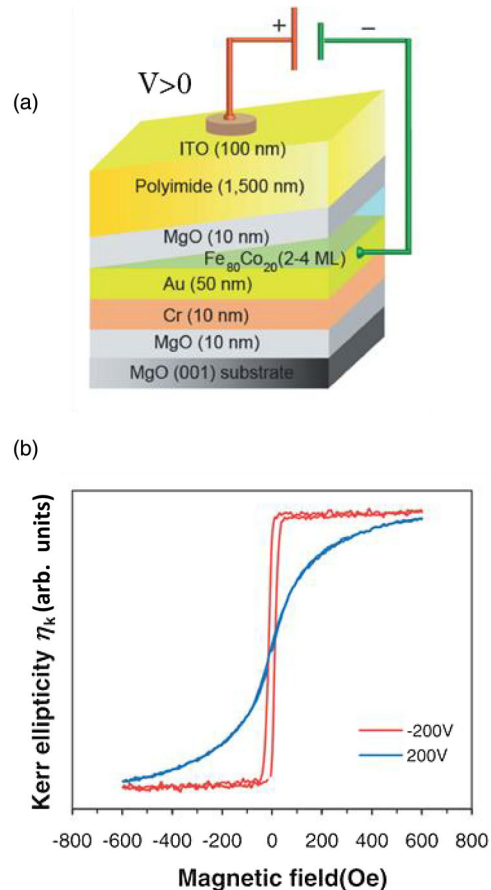 (a)
+
−
V>0
ITO (100 nm)
Polyimide (1,500 nm)
MgO (10 nm)
Fe₈₀Co₂₀(2-4 ML)
Au (50 nm)
Cr (10 nm)
MgO (10 nm)
MgO (001) substrate
(b)
Kerr ellipticity ηₖ(arb. units)
-200V
200V
-800 -600 -400 -200 0 200 400 600 800
Magnetic field(Oe)